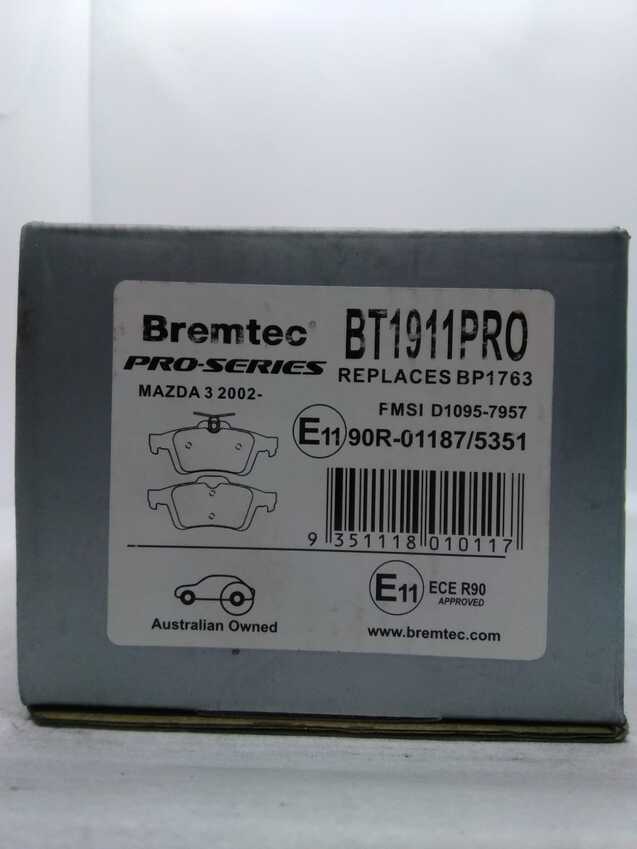 Bremtec®
BT1911PRO
PRO-SERIES
REPLACES BP1763
MAZDA 3 2002-
FMSI D1095-7957
E11 90R-01187/5351
9 351118 010117
E11 ECE R90
APPROVED
Australian Owned
www.bremtec.com